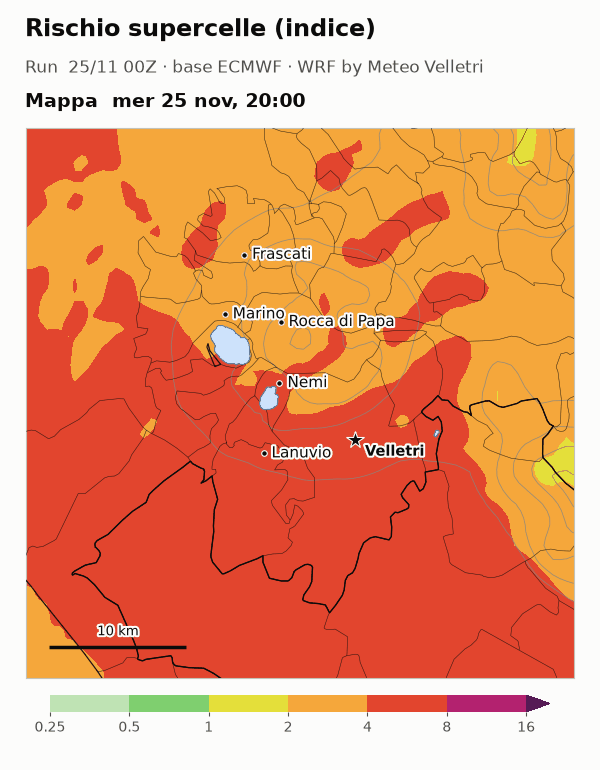 Rischio supercelle (indice)
Run  25/11 00Z · base ECMWF · WRF by Meteo Velletri
Mappa  mer 25 nov, 20:00
Frascati
Marino
Rocca di Papa
Nemi
Velletri
Lanuvio
10 km
0.25 0.5 1 2 4 8 16